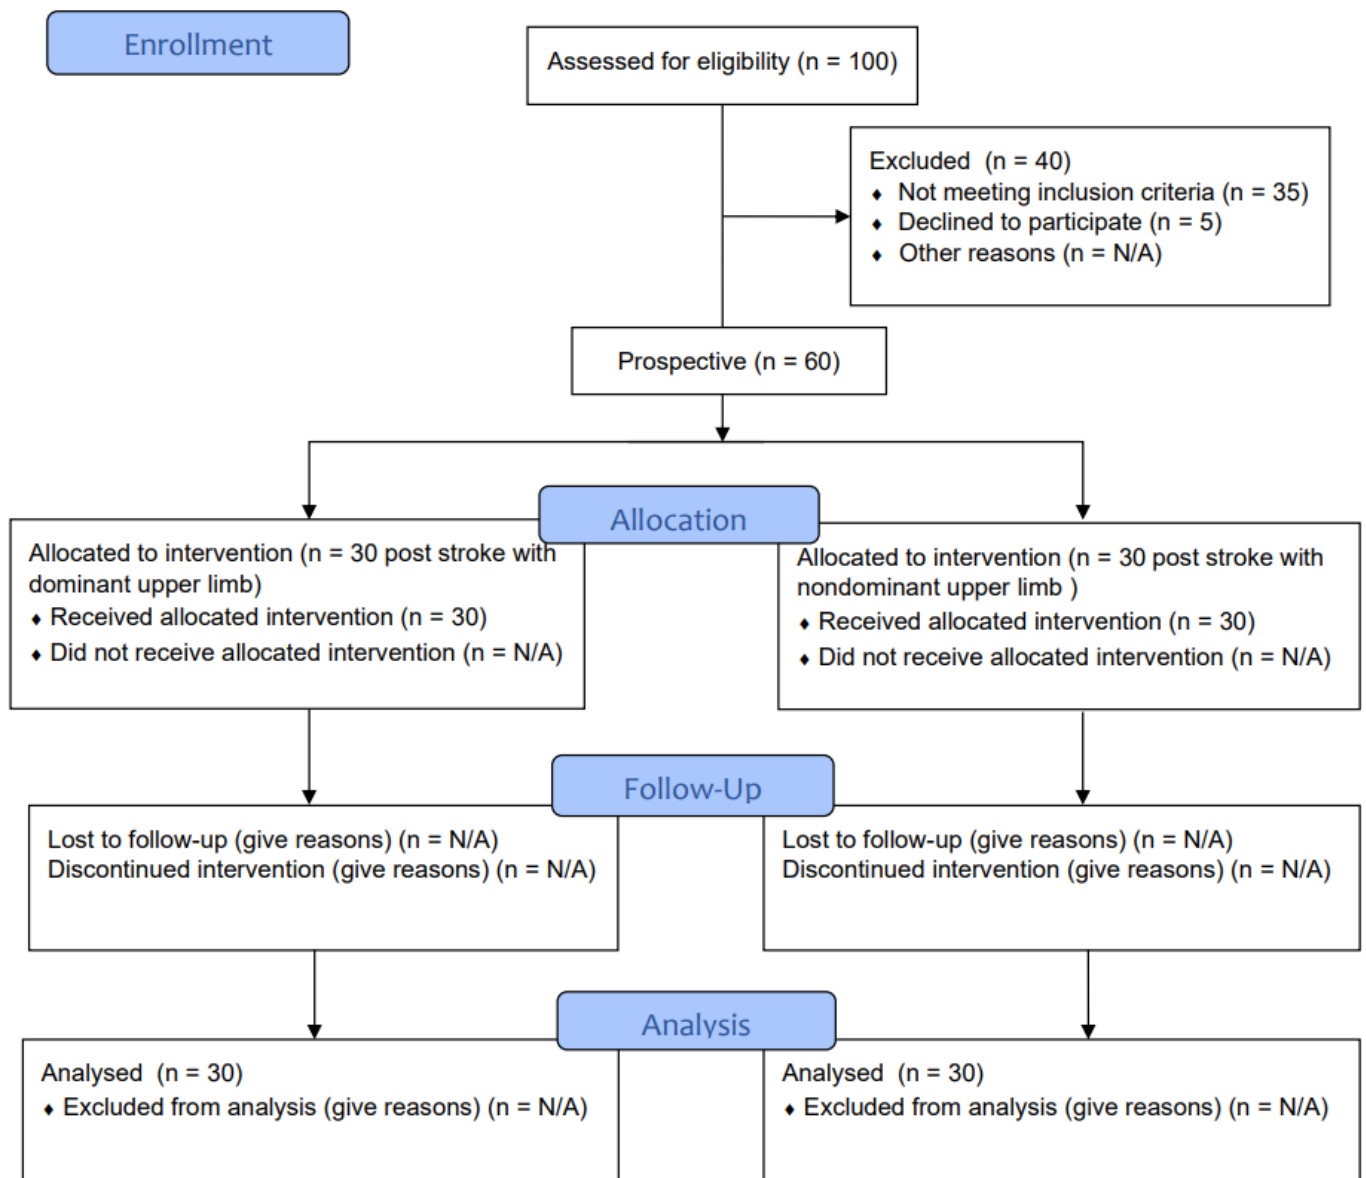 Enrollment
Assessed for eligibility (n = 100)
Excluded (n = 40)
♦ Not meeting inclusion criteria (n = 35)
♦ Declined to participate (n = 5)
♦ Other reasons (n = N/A)
Prospective (n = 60)
Allocation
Allocated to intervention (n = 30 post stroke with
dominant upper limb)
♦ Received allocated intervention (n = 30)
♦ Did not receive allocated intervention (n = N/A)
Allocated to intervention (n = 30 post stroke with
nondominant upper limb )
♦ Received allocated intervention (n = 30)
♦ Did not receive allocated intervention (n = N/A)
Follow-Up
Lost to follow-up (give reasons) (n = N/A)
Discontinued intervention (give reasons) (n = N/A)
Lost to follow-up (give reasons) (n = N/A)
Discontinued intervention (give reasons) (n = N/A)
Analysis
Analysed (n = 30)
♦ Excluded from analysis (give reasons) (n = N/A)
Analysed (n = 30)
♦ Excluded from analysis (give reasons) (n = N/A)